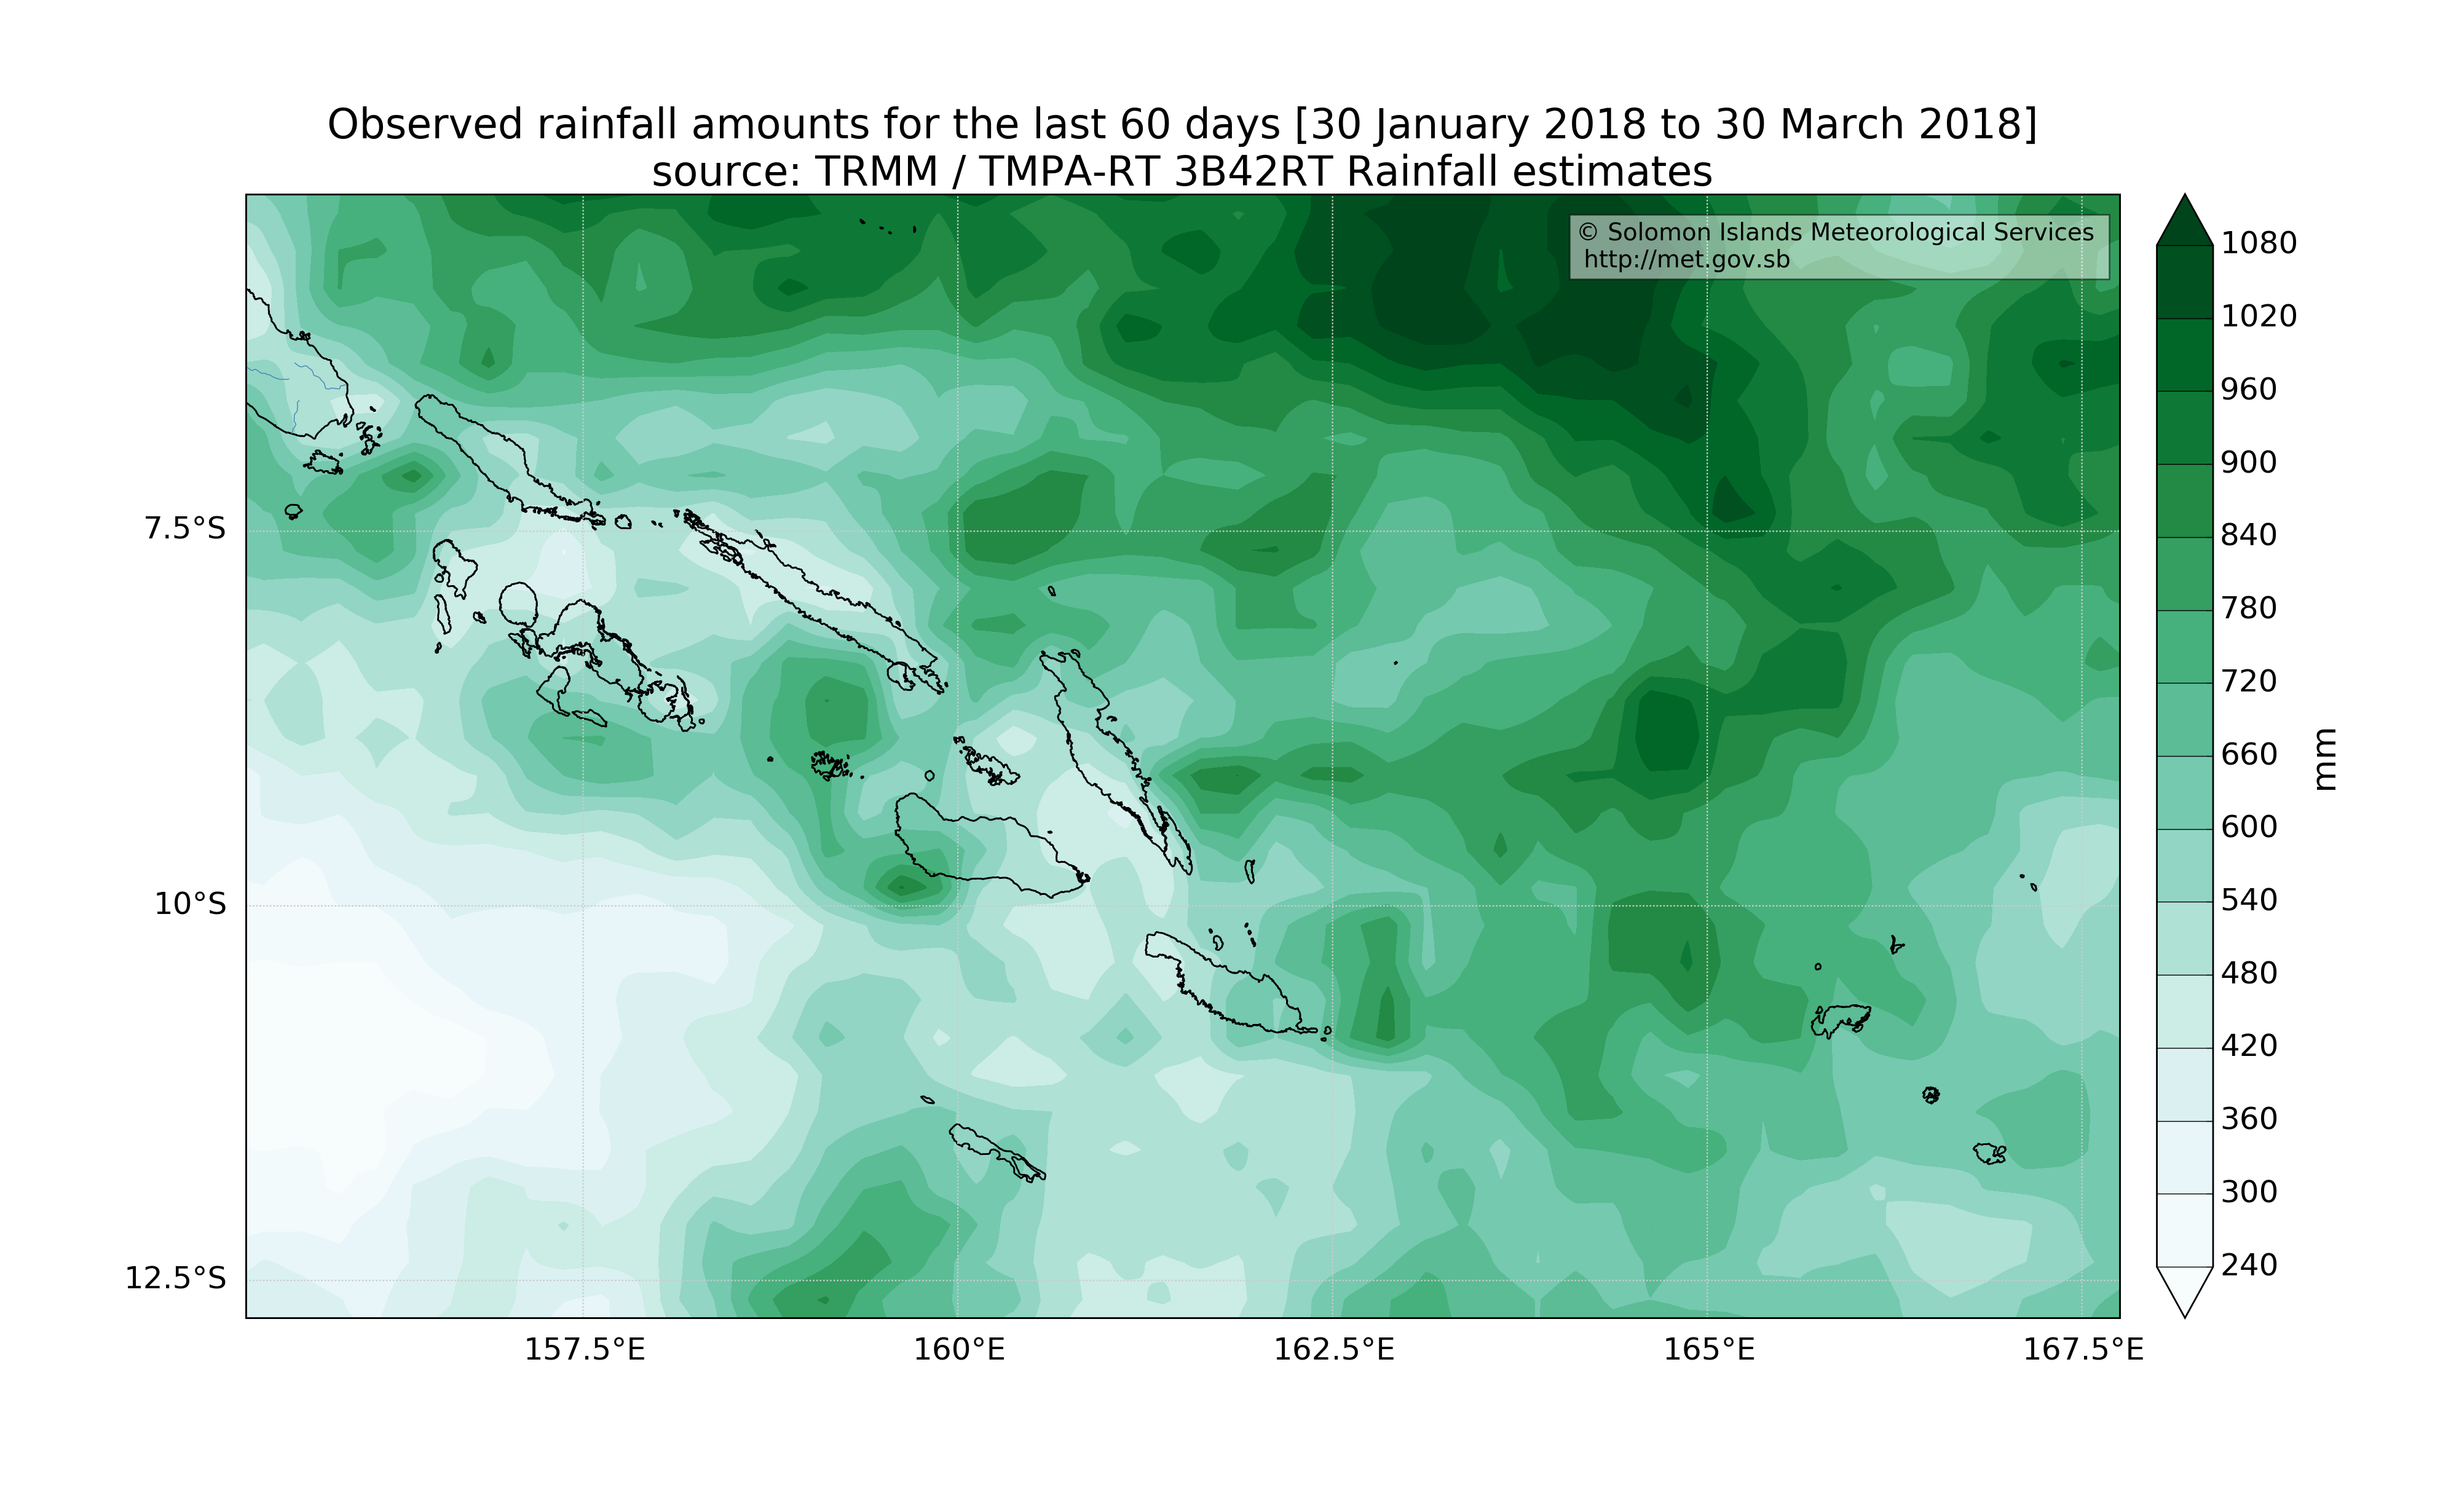 Observed rainfall amounts for the last 60 days [30 January 2018 to 30 March 2018]
source: TRMM / TMPA-RT 3B42RT Rainfall estimates
© Solomon Islands Meteorological Services
http://met.gov.sb
7.5°S
10°S
12.5°S
157.5°E
160°E
162.5°E
165°E
167.5°E
1080
1020
960
900
840
780
720
660
600
540
480
420
360
300
240
mm